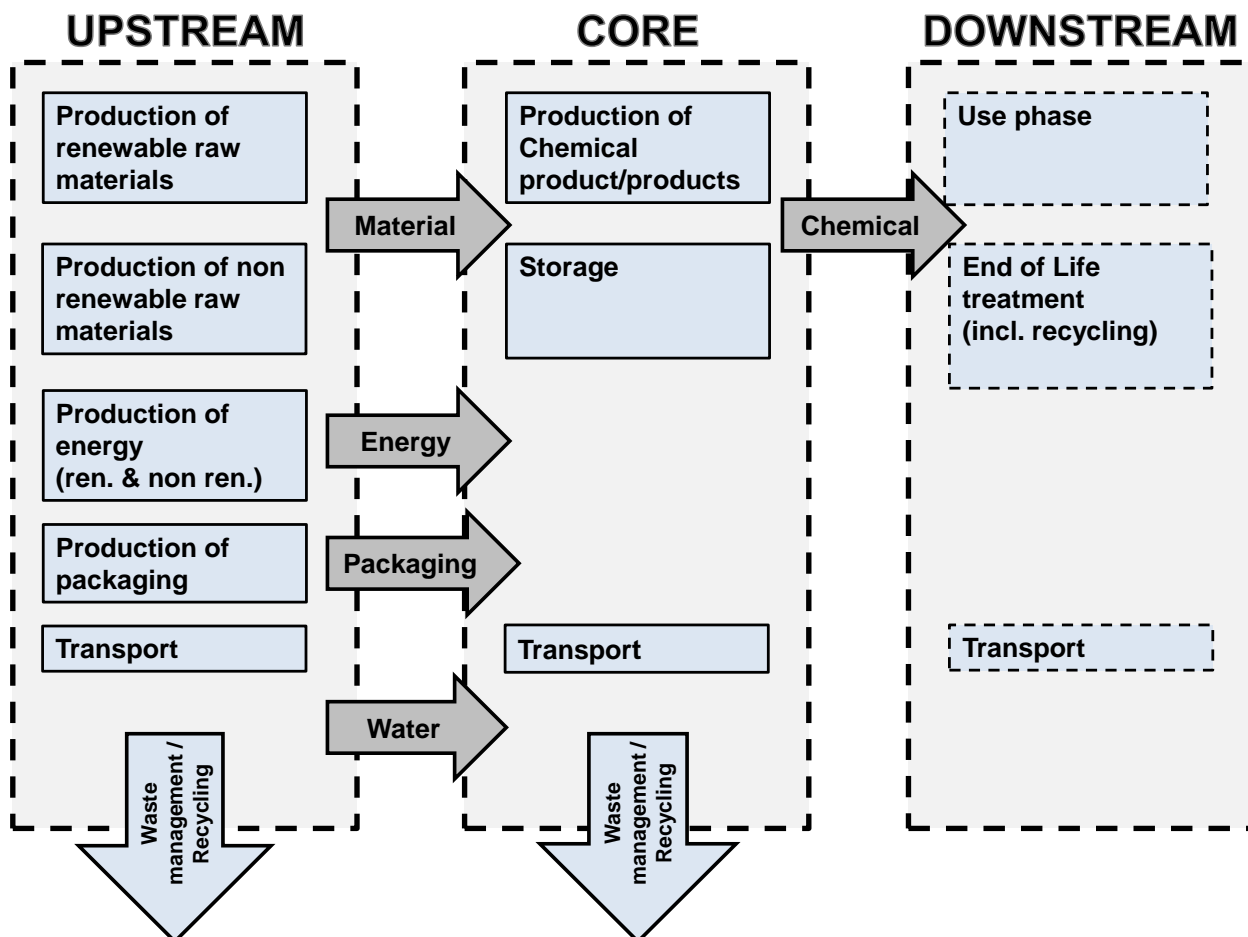 UPSTREAM
Production of
renewable raw
materials
Production of non
renewable raw
materials
Production of
energy
(ren. & non ren.)
Production of
packaging
Transport
Waste
management /
Recycling
Material
Energy
Packaging
Water
CORE
Production of
Chemical
product/products
Storage
Transport
Waste
management /
Recycling
Chemical
DOWNSTREAM
Use phase
End of Life
treatment
(incl. recycling)
Transport